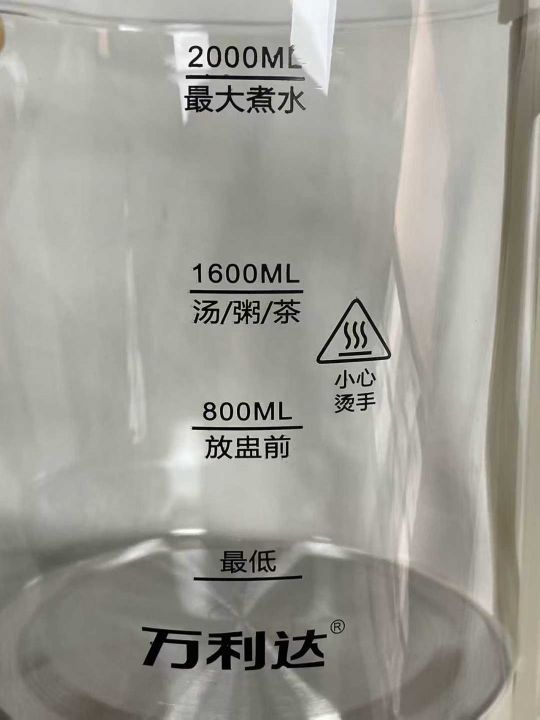 2000ML
最大煮水
1600ML
汤/粥/茶
小心
烫手
800ML
放盅前
最低
万利达®